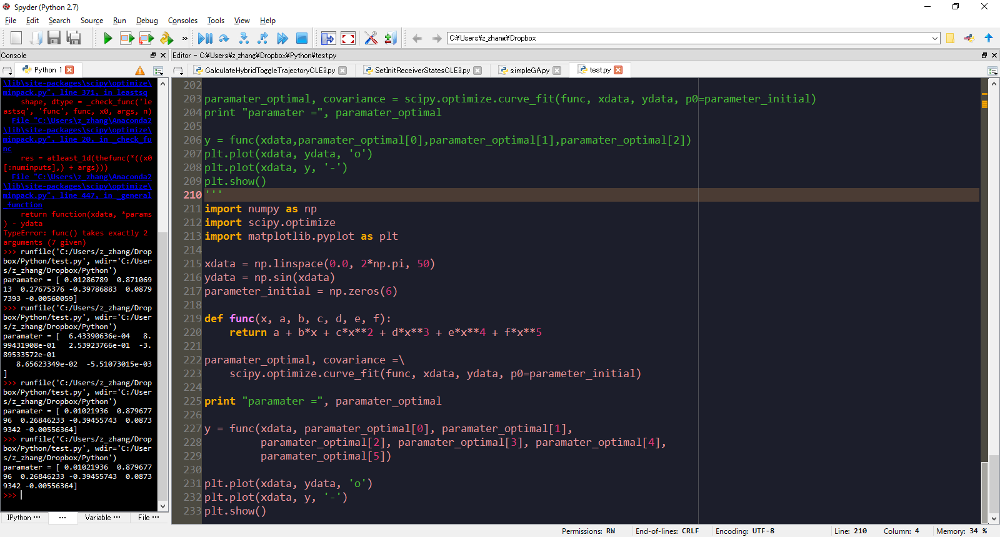 Spyder (Python 2.7)
File Edit Search Source Run Debug Consoles Tools View Help
C:¥Users¥z_zhang¥Dropbox
Console
Editor - C:¥Users¥z_zhang¥Dropbox¥Python¥test.py
Python 1
CalculateHybridToggleTrajectoryCLE3.py SetInitReceiverStatesCLE3.py simpleGA.py test.py
\lib\site-packages\scipy\optimize\
minpack.py", line 371, in leastsq
shape, dtype = _check_func('le
astsq', 'func', func, x0, args, n)
File "C:\Users\z_zhang\Anaconda2
\lib\site-packages\scipy\optimize\
minpack.py", line 20, in _check_fu
nc
res = atleast_1d(thefunc(*((x0
[:numinputs],) + args)))
File "C:\Users\z_zhang\Anaconda2
\lib\site-packages\scipy\optimize\
minpack.py", line 447, in _general
_function
return function(xdata, *params
) - ydata
TypeError: func() takes exactly 2
arguments (7 given)
>>> runfile('C:/Users/z_zhang/Drop
box/Python/test.py', wdir='C:/User
s/z_zhang/Dropbox/Python')
paramater = [ 0.01286789 0.871069
13 0.27675376 -0.39786883 0.0879
7393 -0.00560059]
>>> runfile('C:/Users/z_zhang/Drop
box/Python/test.py', wdir='C:/User
s/z_zhang/Dropbox/Python')
paramater = [ 6.43390636e-04 8.
99431908e-01 2.53923766e-01 -3.
89533572e-01
8.65623349e-02 -5.51073015e-03
]
>>> runfile('C:/Users/z_zhang/Drop
box/Python/test.py', wdir='C:/User
s/z_zhang/Dropbox/Python')
paramater = [ 0.01021936 0.879677
96 0.26846233 -0.39455743 0.0873
9342 -0.00556364]
>>> runfile('C:/Users/z_zhang/Drop
box/Python/test.py', wdir='C:/User
s/z_zhang/Dropbox/Python')
paramater = [ 0.01021936 0.879677
96 0.26846233 -0.39455743 0.0873
9342 -0.00556364]
>>>
IPython ··· ··· Variable ··· File ···
202
203 paramater_optimal, covariance = scipy.optimize.curve_fit(func, xdata, ydata, p0=parameter_initial)
204 print "paramater =", paramater_optimal
205
206 y = func(xdata,paramater_optimal[0],paramater_optimal[1],paramater_optimal[2])
207 plt.plot(xdata, ydata, 'o')
208 plt.plot(xdata, y, '-')
209 plt.show()
210 '''
211 import numpy as np
212 import scipy.optimize
213 import matplotlib.pyplot as plt
214
215 xdata = np.linspace(0.0, 2*np.pi, 50)
216 ydata = np.sin(xdata)
217 parameter_initial = np.zeros(6)
218
219 def func(x, a, b, c, d, e, f):
220 return a + b*x + c*x**2 + d*x**3 + e*x**4 + f*x**5
221
222 paramater_optimal, covariance =\
223 scipy.optimize.curve_fit(func, xdata, ydata, p0=parameter_initial)
224
225 print "paramater =", paramater_optimal
226
227 y = func(xdata, paramater_optimal[0], paramater_optimal[1],
228 paramater_optimal[2], paramater_optimal[3], paramater_optimal[4],
229 paramater_optimal[5])
230
231 plt.plot(xdata, ydata, 'o')
232 plt.plot(xdata, y, '-')
233 plt.show()
Permissions: RW End-of-lines: CRLF Encoding: UTF-8 Line: 210 Column: 4 Memory: 34 %